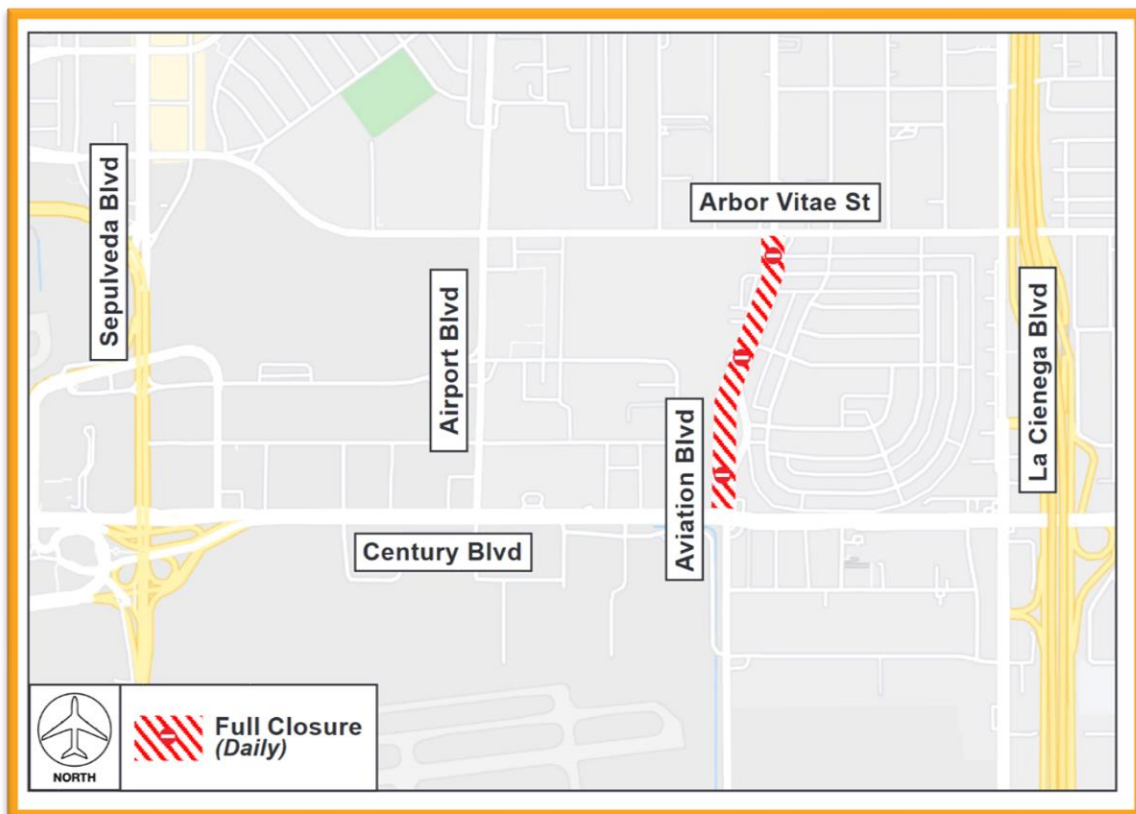 Arbor Vitae St
Sepulveda Blvd
Airport Blvd
La Cienega Blvd
Aviation Blvd
Century Blvd
Full Closure
(Daily)
NORTH